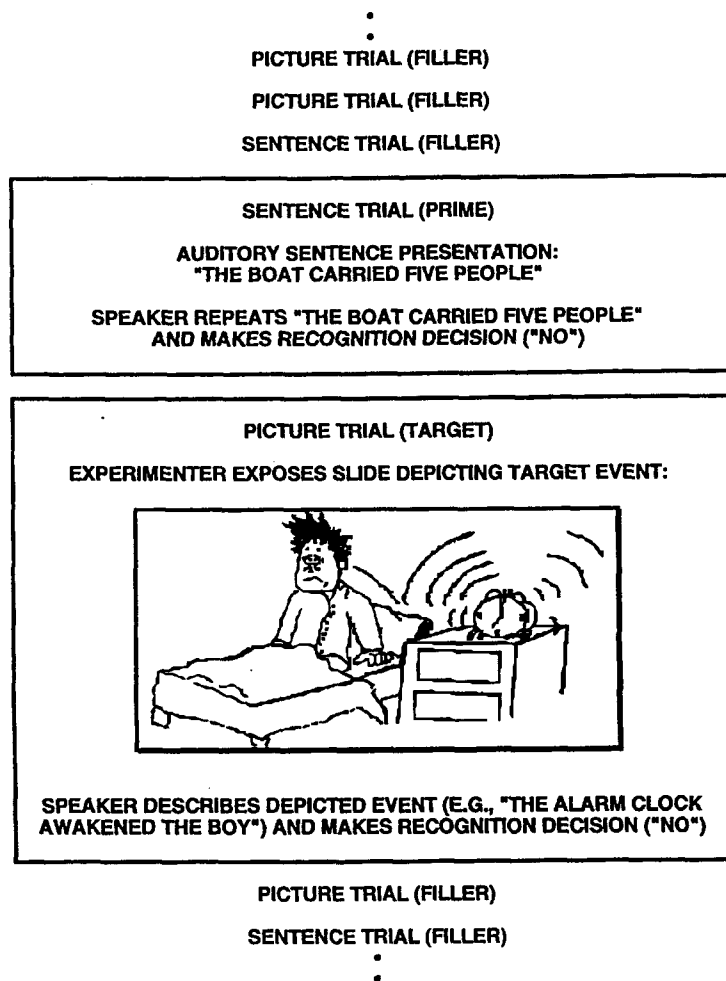 PICTURE TRIAL (FILLER)
PICTURE TRIAL (FILLER)
SENTENCE TRIAL (FILLER)
SENTENCE TRIAL (PRIME)
AUDITORY SENTENCE PRESENTATION:
"THE BOAT CARRIED FIVE PEOPLE"
SPEAKER REPEATS "THE BOAT CARRIED FIVE PEOPLE"
AND MAKES RECOGNITION DECISION ("NO")
PICTURE TRIAL (TARGET)
EXPERIMENTER EXPOSES SLIDE DEPICTING TARGET EVENT:
SPEAKER DESCRIBES DEPICTED EVENT (E.G., "THE ALARM CLOCK
AWAKENED THE BOY") AND MAKES RECOGNITION DECISION ("NO")
PICTURE TRIAL (FILLER)
SENTENCE TRIAL (FILLER)